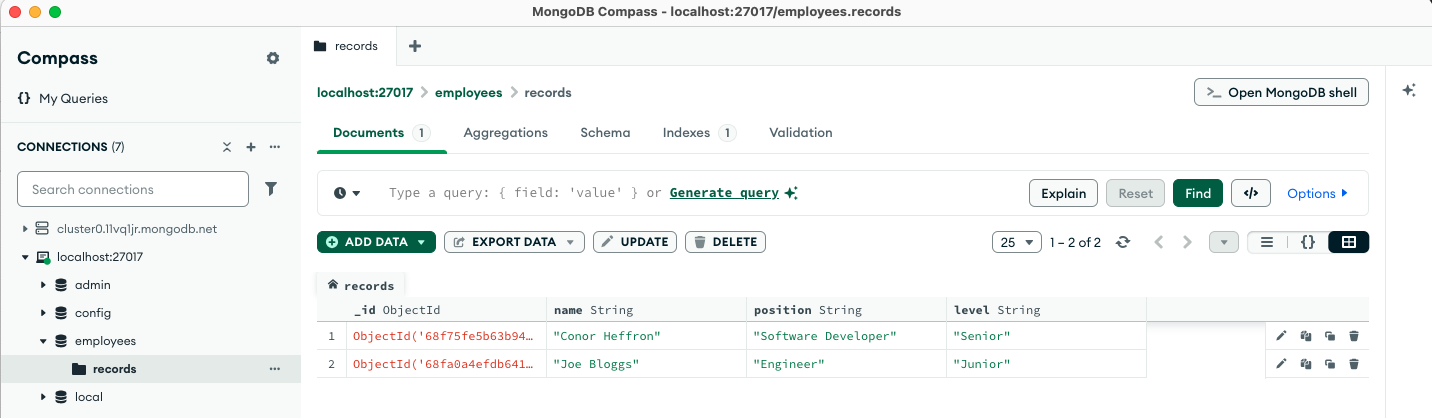 MongoDB Compass - localhost:27017/employees.records
Compass
{} My Queries
CONNECTIONS (7)
Search connections
cluster0.11vq1jr.mongodb.net
localhost:27017
admin
config
employees
records
local
records
localhost:27017 > employees > records
>_ Open MongoDB shell
Documents 1 Aggregations Schema Indexes 1 Validation
Type a query: { field: 'value' } or Generate query
Explain Reset Find </> Options
ADD DATA EXPORT DATA UPDATE DELETE
25 1 – 2 of 2 {}
records
_id ObjectId name String position String level String
1 ObjectId('68f75fe5b63b94… "Conor Heffron" "Software Developer" "Senior"
2 ObjectId('68fa0a4efdb641… "Joe Bloggs" "Engineer" "Junior"